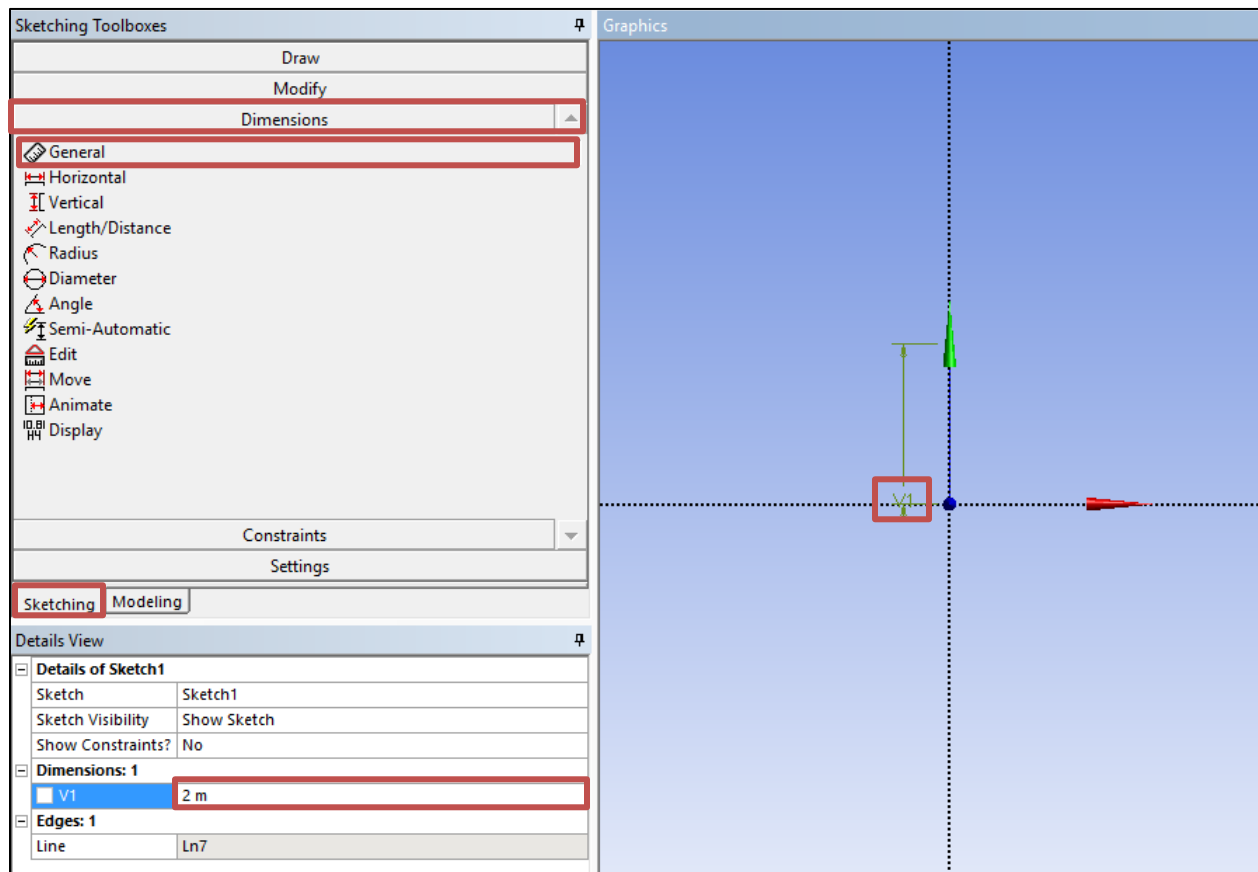 Sketching Toolboxes
Draw
Modify
Dimensions
General
Horizontal
Vertical
Length/Distance
Radius
Diameter
Angle
Semi-Automatic
Edit
Move
Animate
Display
Constraints
Settings
Sketching Modeling
Details View
Details of Sketch1
Sketch Sketch1
Sketch Visibility Show Sketch
Show Constraints? No
Dimensions: 1
V1 2 m
Edges: 1
Line Ln7
Graphics
V1